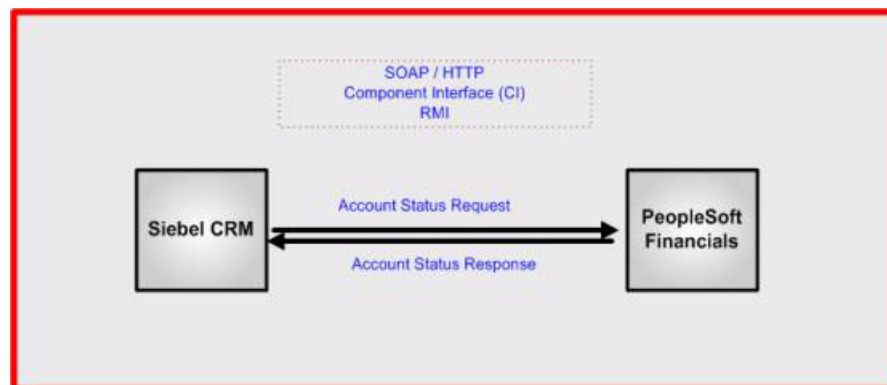 SOAP / HTTP
Component Interface (CI)
RMI
Siebel CRM
Account Status Request
Account Status Response
PeopleSoft
Financials